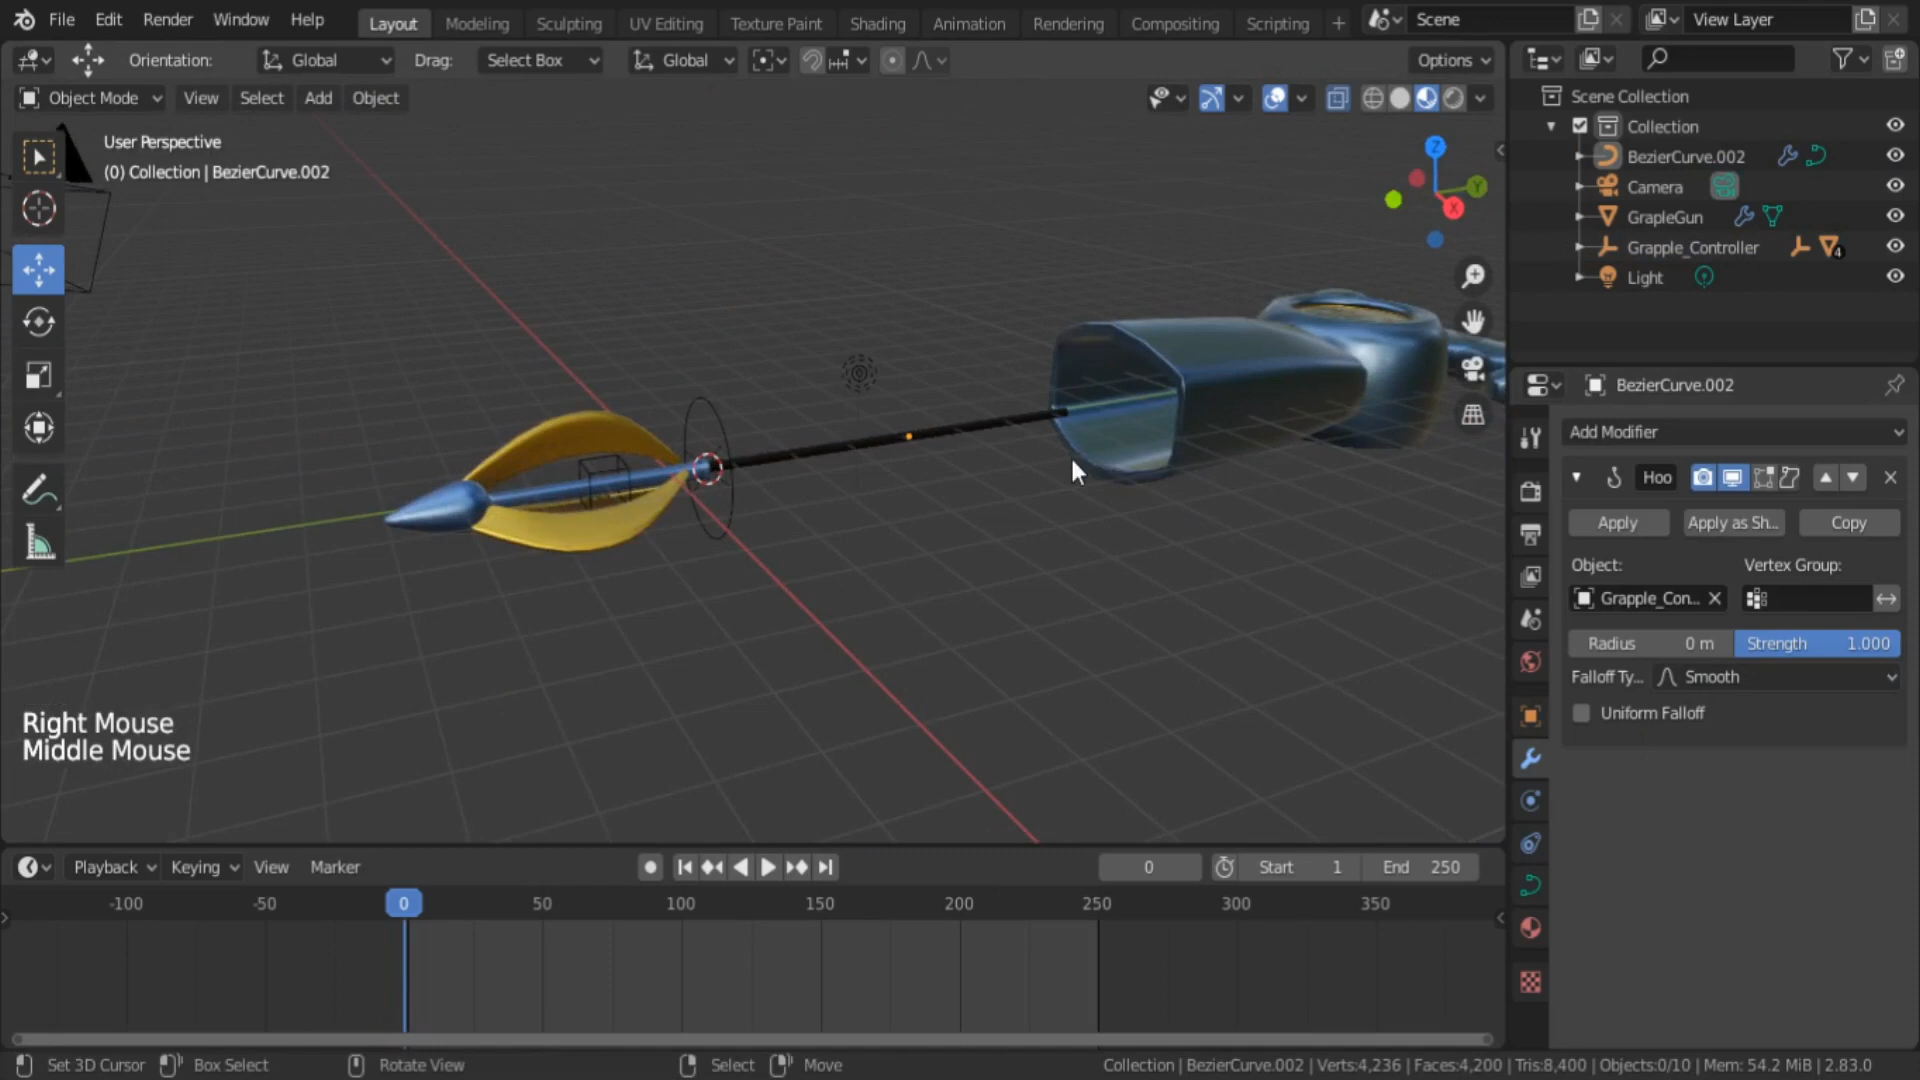 File Edit Render Window Help Layout Modeling Sculpting UV Editing Texture Paint Shading Animation Rendering Compositing Scripting + Scene View Layer
Orientation: Global Drag: Select Box Global Options
Object Mode View Select Add Object
User Perspective
(0) Collection | BezierCurve.002
Z
Y
X
Right Mouse
Middle Mouse
Scene Collection
Collection
BezierCurve.002
Camera
GrapleGun
Grapple_Controller 4
Light
BezierCurve.002
Add Modifier
Hoo
Apply Apply as Sh... Copy
Object: Vertex Group:
Grapple_Con...
Radius 0 m Strength 1.000
Falloff Ty... Smooth
Uniform Falloff
Playback Keying View Marker 0 Start 1 End 250
-100 -50 0 50 100 150 200 250 300 350
Set 3D Cursor Box Select Rotate View Select Move Collection | BezierCurve.002 | Verts:4,236 | Faces:4,200 | Tris:8,400 | Objects:0/10 | Mem: 54.2 MiB | 2.83.0